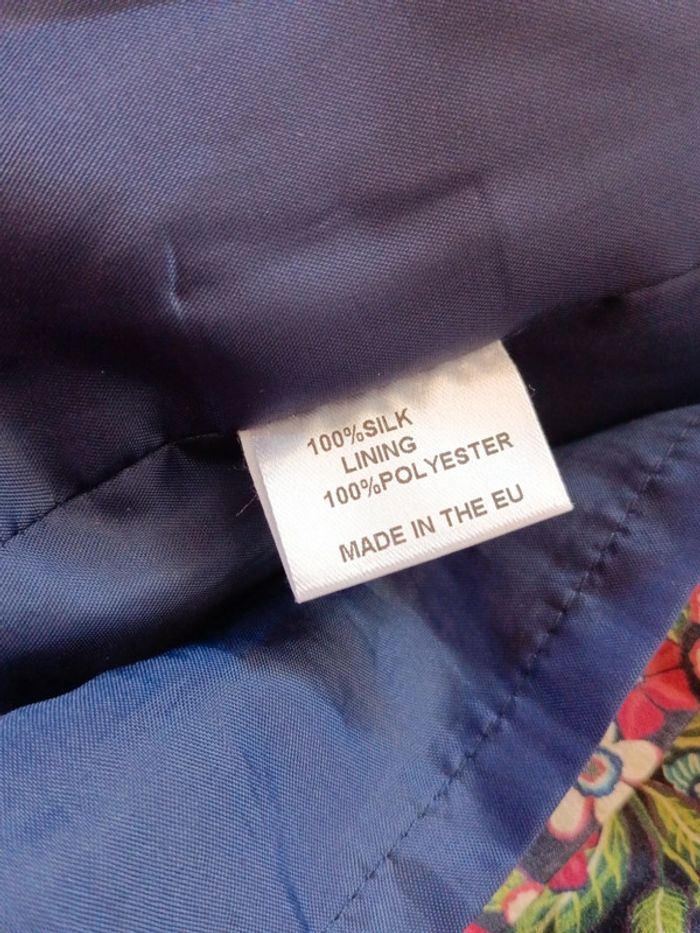 100%SILK
LINING
100%POLYESTER
MADE IN THE EU